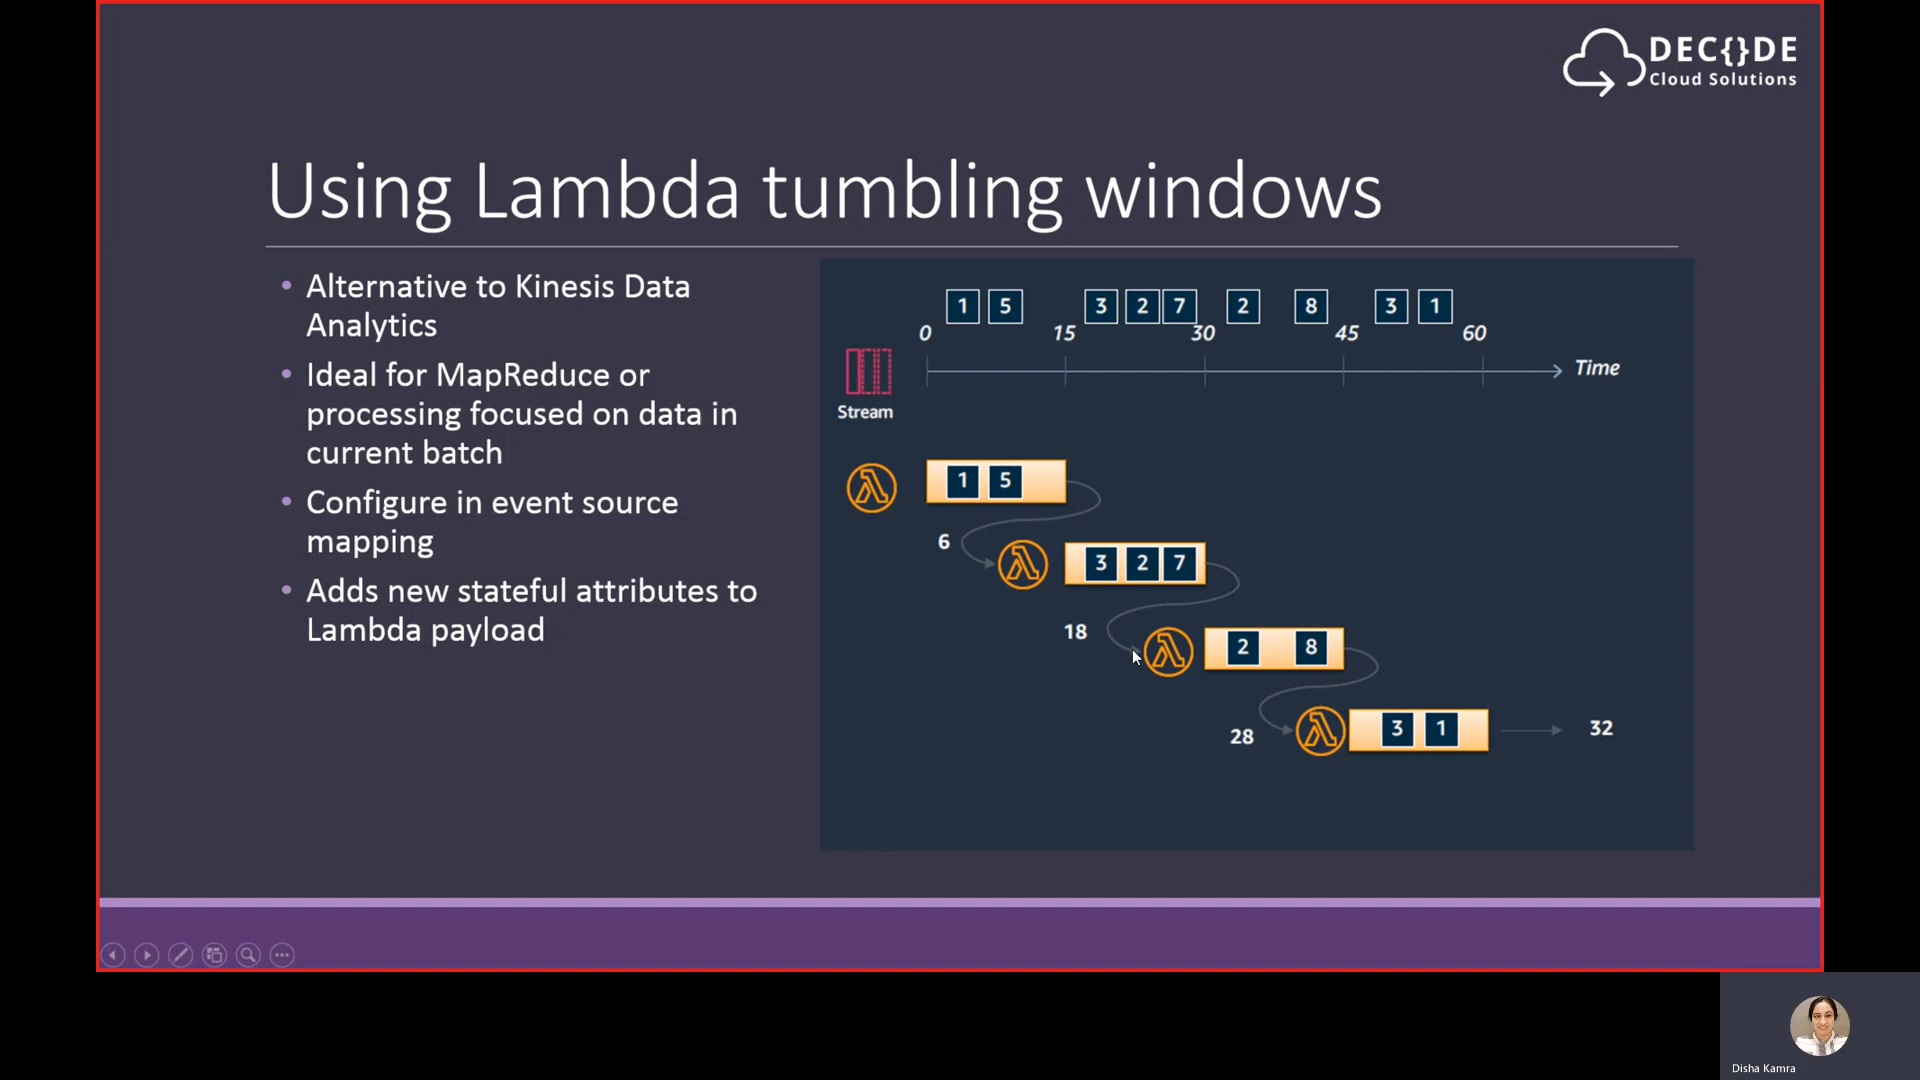 DEC{}DE
Cloud Solutions
Using Lambda tumbling windows
• Alternative to Kinesis Data
Analytics
• Ideal for MapReduce or
processing focused on data in
current batch
• Configure in event source
mapping
• Adds new stateful attributes to
Lambda payload
1 5 3 2 7 2 8 3 1
0 15 30 45 60
Time
Stream
1 5
6
3 2 7
18
2 8
28
3 1
32
Disha Kamra